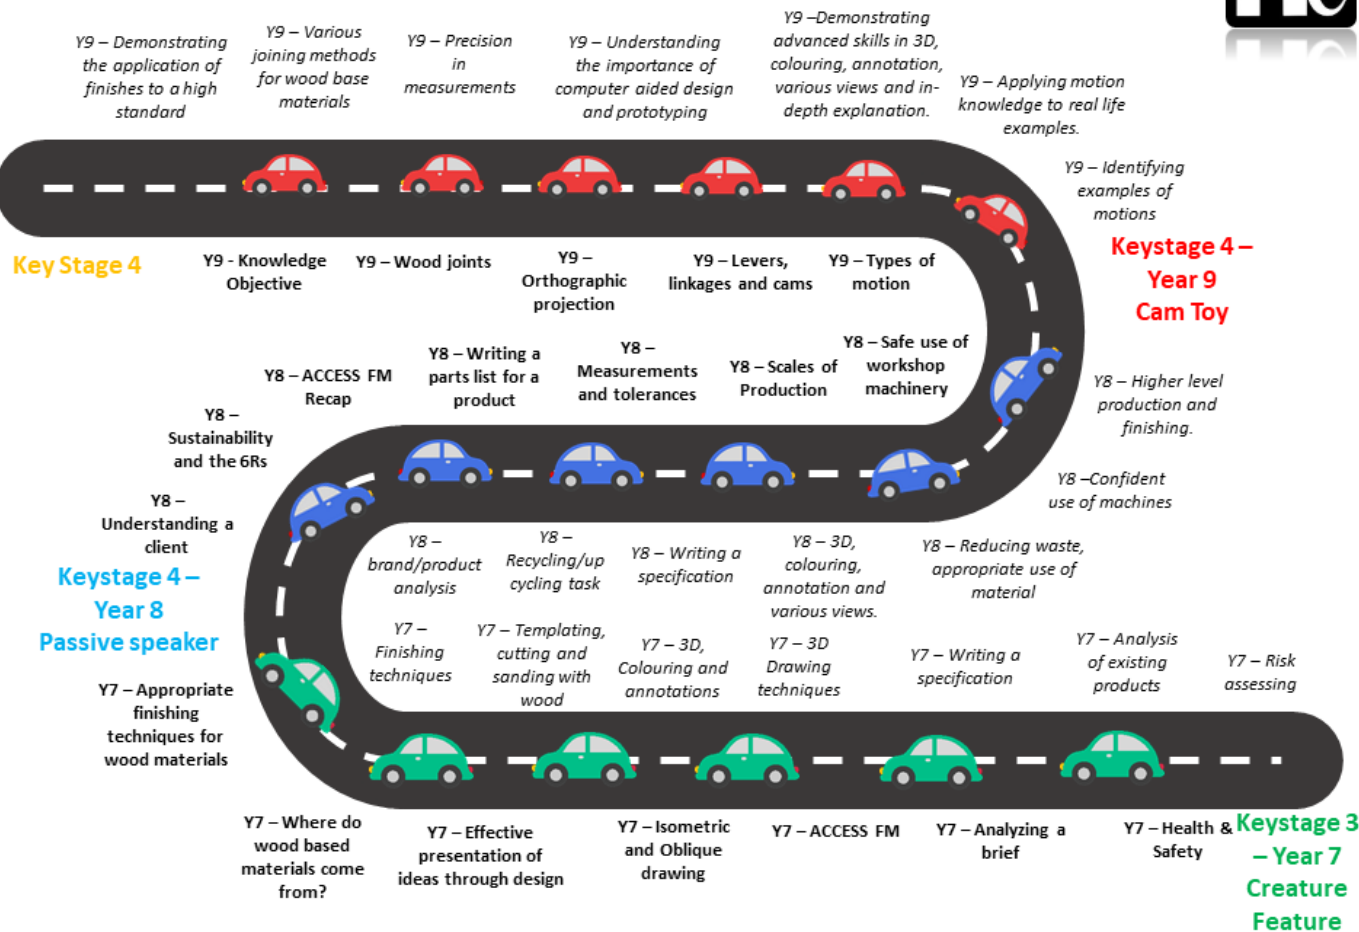 Y9 – Demonstrating
the application of
finishes to a high
standard
Y9 – Various
joining methods
for wood base
materials
Y9 – Precision
in
measurements
Y9 – Understanding
the importance of
computer aided design
and prototyping
Y9 –Demonstrating
advanced skills in 3D,
colouring, annotation,
various views and in-
depth explanation.
Y9 – Applying motion
knowledge to real life
examples.
Y9 – Identifying
examples of
motions
Key Stage 4
Y9 - Knowledge
Objective
Y9 – Wood joints
Y9 –
Orthographic
projection
Y9 – Levers,
linkages and cams
Y9 – Types of
motion
Keystage 4 –
Year 9
Cam Toy
Y8 – ACCESS FM
Recap
Y8 – Writing a
parts list for a
product
Y8 –
Measurements
and tolerances
Y8 – Scales of
Production
Y8 – Safe use of
workshop
machinery
Y8 – Higher level
production and
finishing.
Y8 –
Sustainability
and the 6Rs
Y8 –Confident
use of machines
Y8 –
Understanding a
client
Keystage 4 –
Year 8
Passive speaker
Y8 –
brand/product
analysis
Y8 –
Recycling/up
cycling task
Y8 – Writing a
specification
Y8 – 3D,
colouring,
annotation and
various views.
Y8 – Reducing waste,
appropriate use of
material
Y7 –
Finishing
techniques
Y7 – Templating,
cutting and
sanding with
wood
Y7 – 3D,
Colouring and
annotations
Y7 – 3D
Drawing
techniques
Y7 – Writing a
specification
Y7 – Analysis
of existing
products
Y7 – Risk
assessing
Y7 – Appropriate
finishing
techniques for
wood materials
Y7 – Where do
wood based
materials come
from?
Y7 – Effective
presentation of
ideas through design
Y7 – Isometric
and Oblique
drawing
Y7 – ACCESS FM
Y7 – Analyzing a
brief
Y7 – Health &
Safety
Keystage 3
– Year 7
Creature
Feature